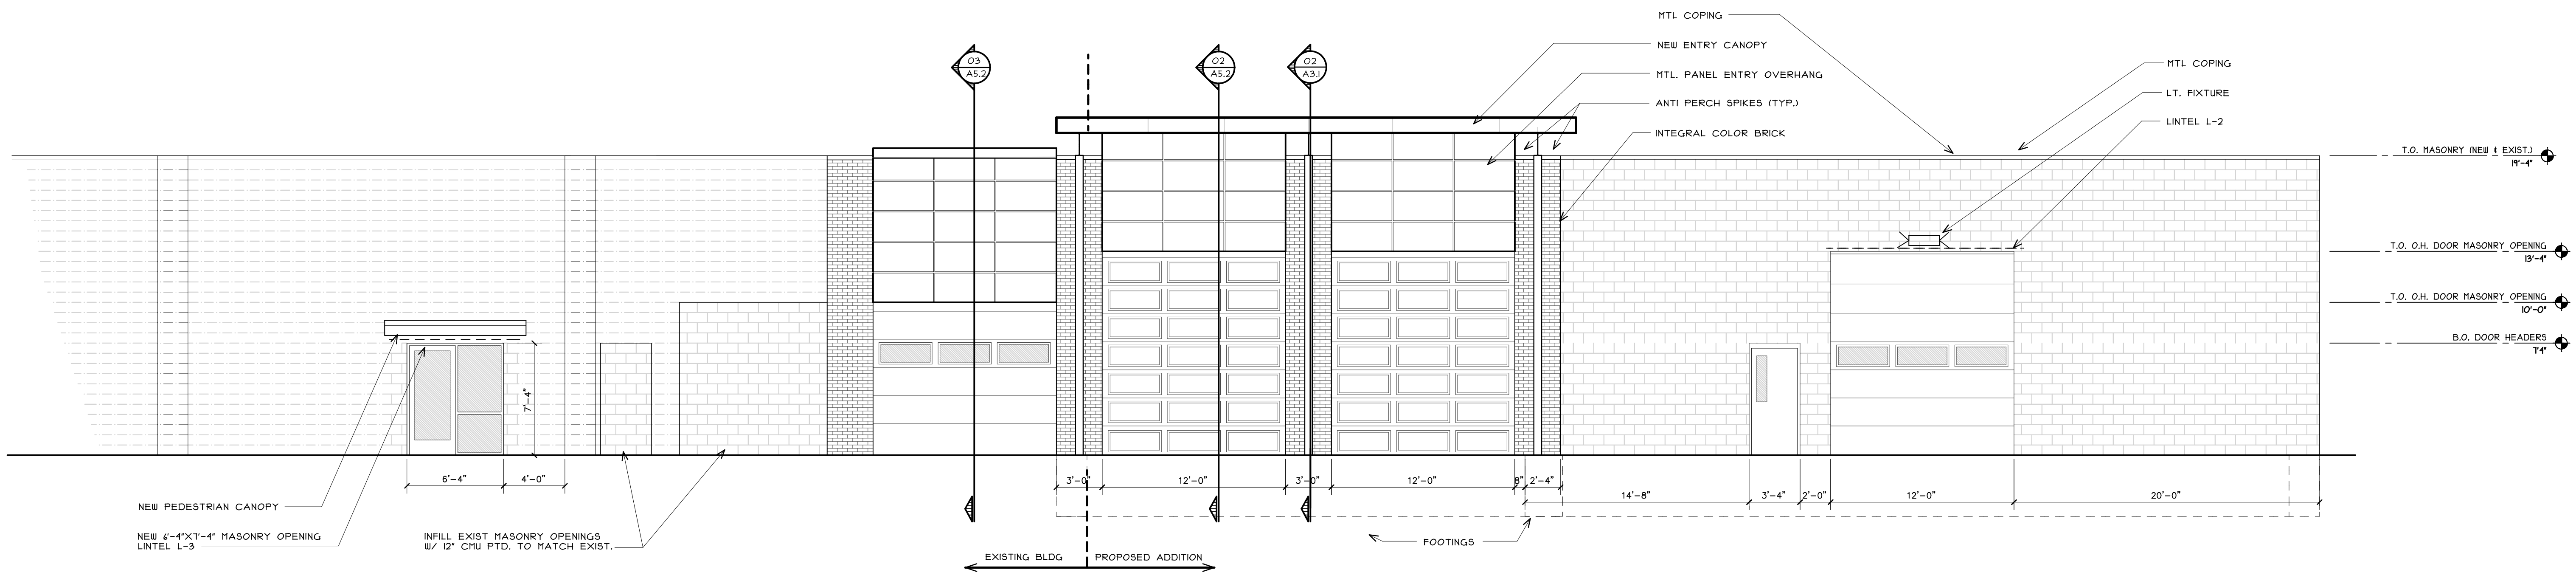 MTL COPING
NEW ENTRY CANOPY
MTL. PANEL ENTRY OVERHANG
ANTI PERCH SPIKES (TYP.)
INTEGRAL COLOR BRICK
MTL COPING
LT. FIXTURE
LINTEL L-2
03
A5.2
02
A5.2
02
A3.1
T.O. MASONRY (NEW & EXIST.)
19'-4"
T.O. O.H. DOOR MASONRY OPENING
13'-4"
T.O. O.H. DOOR MASONRY OPENING
10'-0"
B.O. DOOR HEADERS
7'4"
7'-4"
6'-4"
4'-0"
3'-0"
12'-0"
3'-0"
12'-0"
8"
2'-4"
14'-8"
3'-4"
2'-0"
12'-0"
20'-0"
NEW PEDESTRIAN CANOPY
NEW 6'-4"X7'-4" MASONRY OPENING
LINTEL L-3
INFILL EXIST MASONRY OPENINGS
W/ 12" CMU PTD. TO MATCH EXIST.
FOOTINGS
EXISTING BLDG
PROPOSED ADDITION